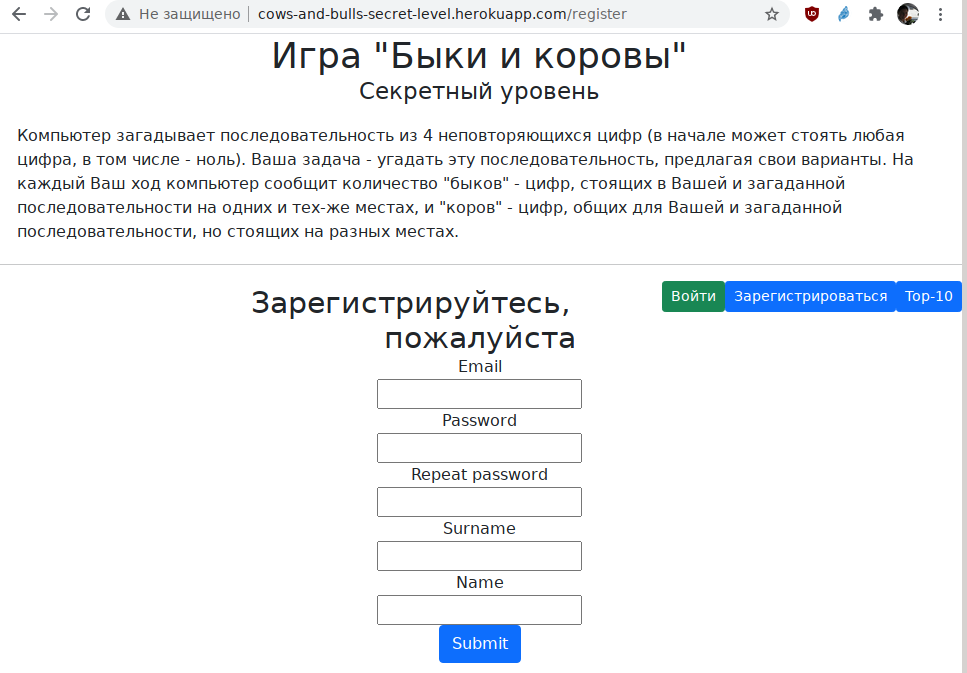 Не защищено
cows-and-bulls-secret-level.herokuapp.com/register
Игра "Быки и коровы"
Секретный уровень
Компьютер загадывает последовательность из 4 неповторяющихся цифр (в начале может стоять любая
цифра, в том числе - ноль). Ваша задача - угадать эту последовательность, предлагая свои варианты. На
каждый Ваш ход компьютер сообщит количество "быков" - цифр, стоящих в Вашей и загаданной
последовательности на одних и тех-же местах, и "коров" - цифр, общих для Вашей и загаданной
последовательности, но стоящих на разных местах.
Войти Зарегистрироваться Top-10
Зарегистрируйтесь,
пожалуйста
Email
Password
Repeat password
Surname
Name
Submit